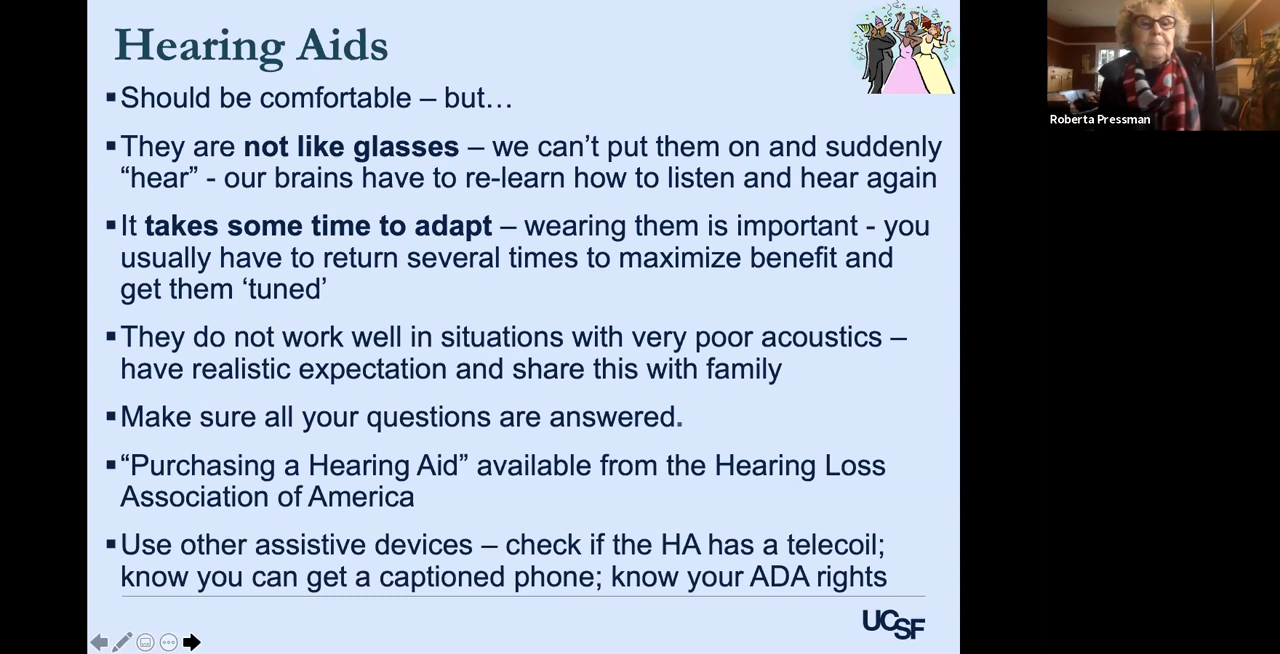 Hearing Aids
▪Should be comfortable – but…
▪They are not like glasses – we can’t put them on and suddenly
“hear” - our brains have to re-learn how to listen and hear again
▪It takes some time to adapt – wearing them is important - you
usually have to return several times to maximize benefit and
get them ‘tuned’
▪They do not work well in situations with very poor acoustics –
have realistic expectation and share this with family
▪Make sure all your questions are answered.
▪“Purchasing a Hearing Aid” available from the Hearing Loss
Association of America
▪Use other assistive devices – check if the HA has a telecoil;
know you can get a captioned phone; know your ADA rights
UCSF
Roberta Pressman